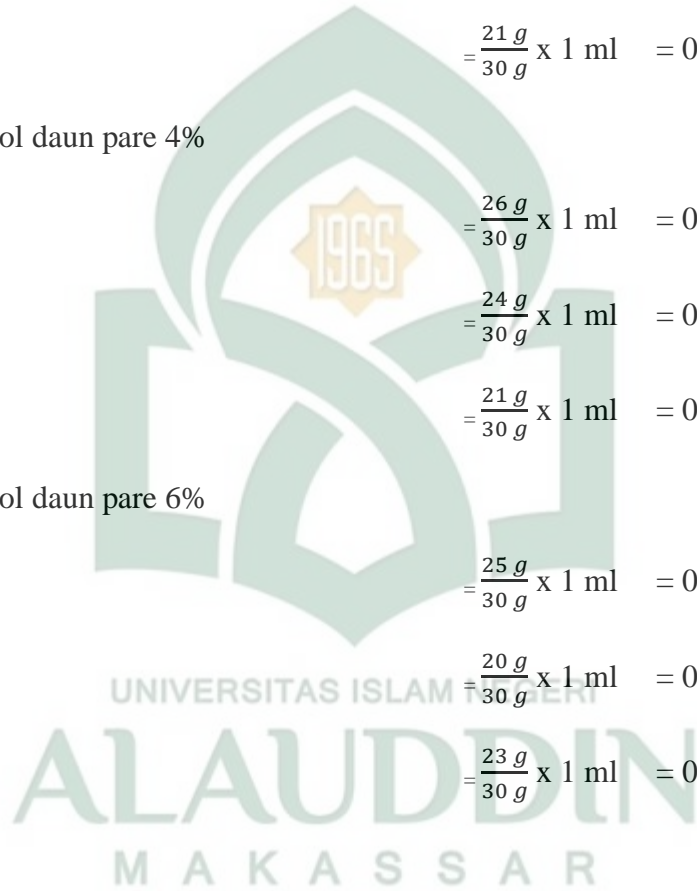 = 21 g / 30 g x 1 ml = 0
ol daun pare 4%
= 26 g / 30 g x 1 ml = 0
1965
= 24 g / 30 g x 1 ml = 0
= 21 g / 30 g x 1 ml = 0
ol daun pare 6%
= 25 g / 30 g x 1 ml = 0
= 20 g / 30 g x 1 ml = 0
UNIVERSITAS ISLAM NEGERI
= 23 g / 30 g x 1 ml = 0
ALAUDDIN
MAKASSAR